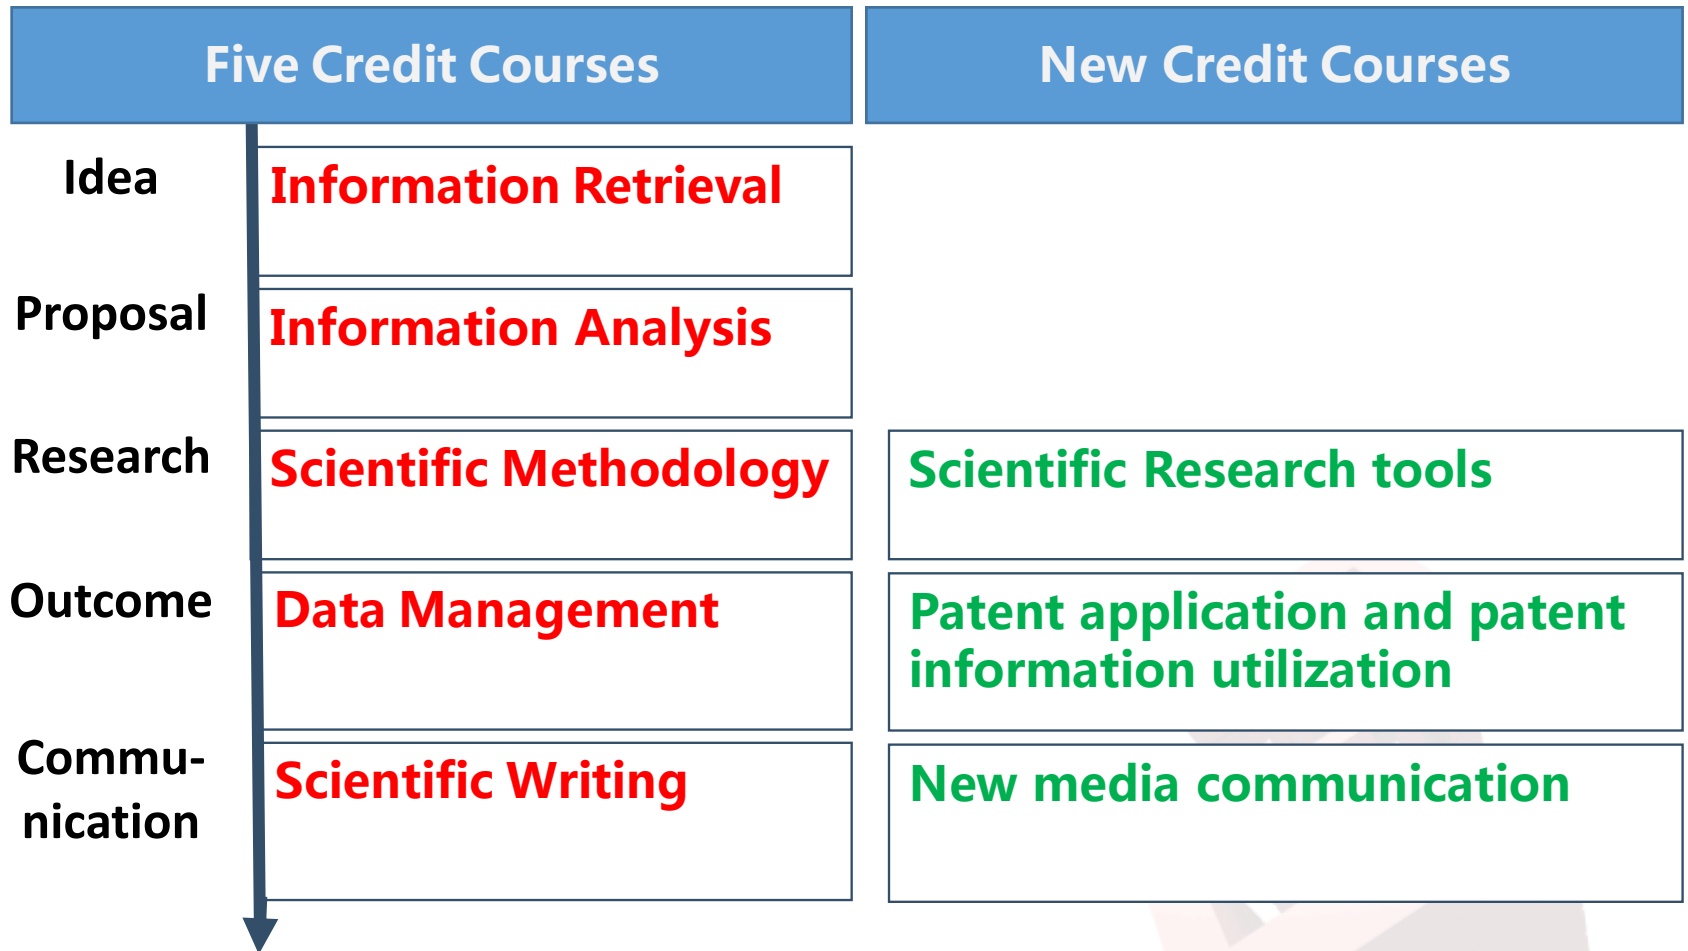 Five Credit Courses
New Credit Courses
Idea
Information Retrieval
Proposal
Information Analysis
Research
Scientific Methodology
Scientific Research tools
Outcome
Data Management
Patent application and patent
information utilization
Commu-
nication
Scientific Writing
New media communication